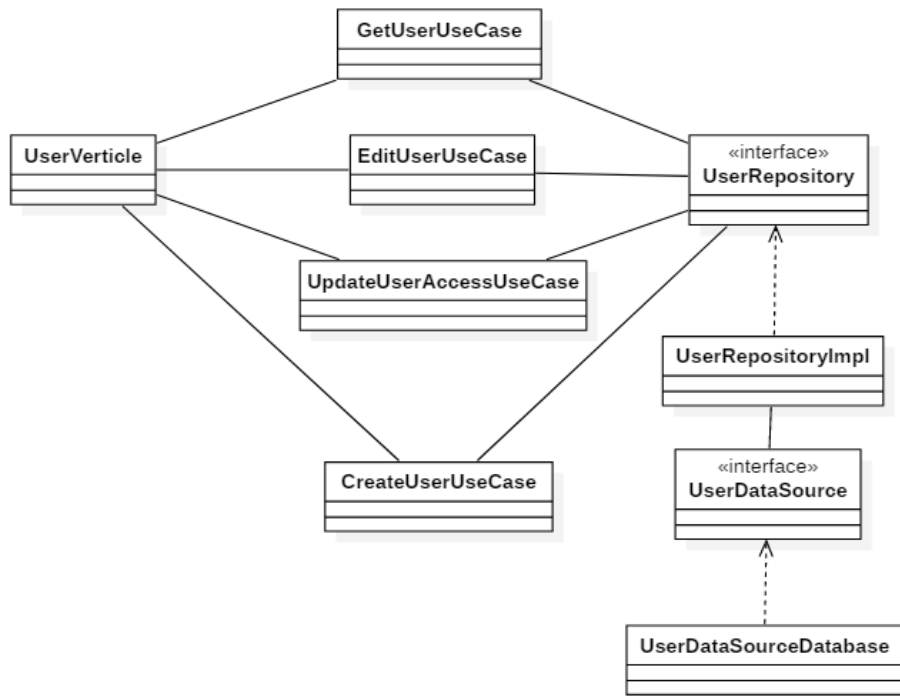 GetUserUseCase
UserVerticle
EditUserUseCase
«interface»
UserRepository
UpdateUserAccessUseCase
UserRepositoryImpl
CreateUserUseCase
«interface»
UserDataSource
UserDataSourceDatabase